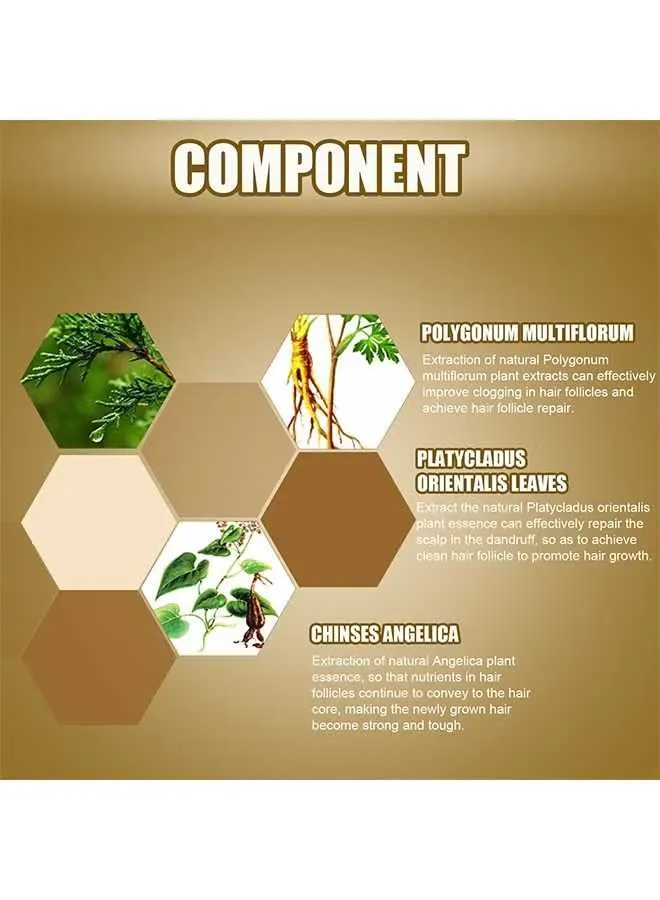 COMPONENT
POLYGONUM MULTIFLORUM
Extraction of natural Polygonum
multiflorum plant extracts can effectively
improve clogging in hair follicles and
achieve hair follicle repair.
PLATYCLADUS
ORIENTALIS LEAVES
Extract the natural Platycladus orientalis
plant essence can effectively repair the
scalp in the dandruff, so as to achieve
clean hair follicle to promote hair growth.
CHINSES ANGELICA
Extraction of natural Angelica plant
essence, so that nutrients in hair
follicles continue to convey to the hair
core, making the newly grown hair
become strong and tough.